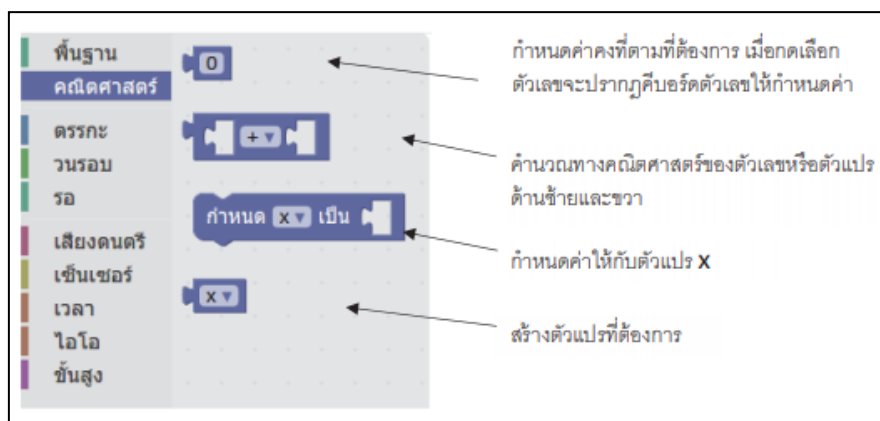 พื้นฐาน
คณิตศาสตร์
ตรรกะ
วนรอบ
รอ
เสียงดนตรี
เซ็นเซอร์
เวลา
ไอโอ
ขั้นสูง
0
+
กำหนด x เป็น
x
กำหนดค่าคงที่ตามที่ต้องการ เมื่อกดเลือก
ตัวเลขจะปรากฏคีบอร์ดตัวเลขให้กำหนดค่า
คำนวณทางคณิตศาสตร์ของตัวเลขหรือตัวแปร
ด้านซ้ายและขวา
กำหนดค่าให้กับตัวแปร X
สร้างตัวแปรที่ต้องการ